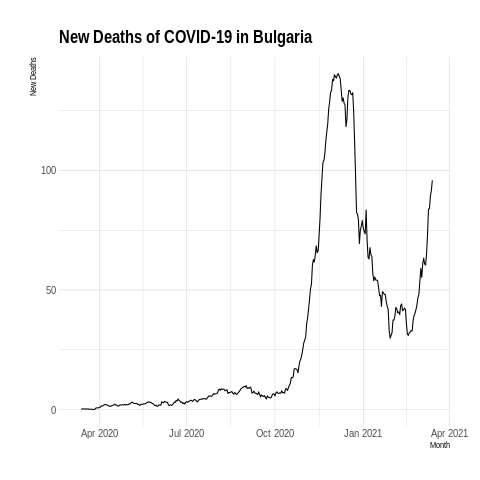 New Deaths of COVID-19 in Bulgaria
New Deaths
100
50
0
Apr 2020 Jul 2020 Oct 2020 Jan 2021 Apr 2021
Month